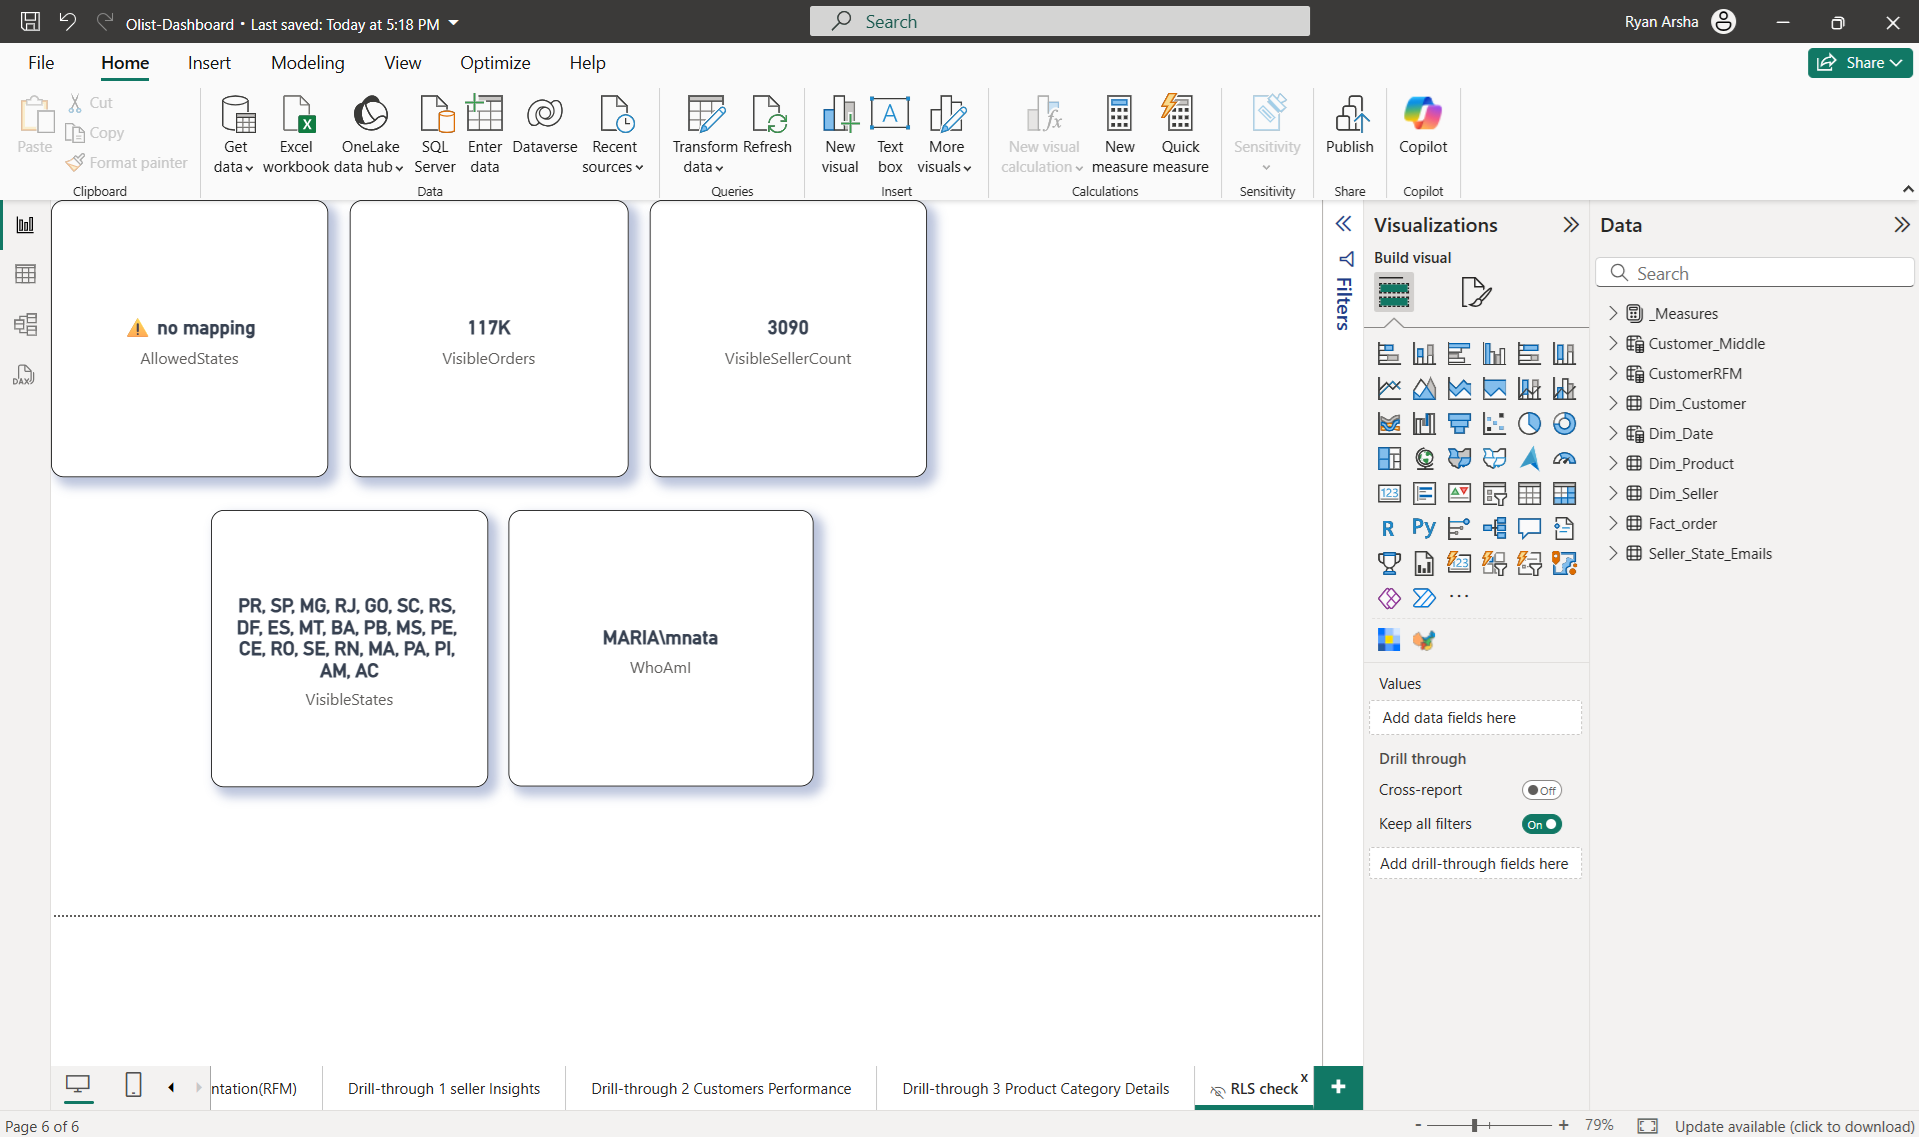 Olist-Dashboard • Last saved: Today at 5:18 PM
Search
Ryan Arsha
File
Home
Insert
Modeling
View
Optimize
Help
Share
Paste
Cut
Copy
Format painter
Clipboard
Get data
Excel workbook
OneLake data hub
SQL Server
Enter data
Dataverse
Recent sources
Data
Transform data
Refresh
Queries
New visual
Text box
More visuals
Insert
New visual calculation
New measure
Quick measure
Calculations
Sensitivity
Sensitivity
Publish
Share
Copilot
Copilot
no mapping
AllowedStates
117K
VisibleOrders
3090
VisibleSellerCount
PR, SP, MG, RJ, GO, SC, RS,
DF, ES, MT, BA, PB, MS, PE,
CE, RO, SE, RN, MA, PA, PI,
AM, AC
VisibleStates
MARIA\mnata
WhoAmI
Filters
Visualizations
Build visual
123
R
Py
123
...
Values
Add data fields here
Drill through
Cross-report
Off
Keep all filters
On
Add drill-through fields here
Data
Search
_Measures
Customer_Middle
CustomerRFM
Dim_Customer
Dim_Date
Dim_Product
Dim_Seller
Fact_order
Seller_State_Emails
DAX
ntation(RFM)
Drill-through 1 seller Insights
Drill-through 2 Customers Performance
Drill-through 3 Product Category Details
RLS check
x
+
Page 6 of 6
-
+
79%
Update available (click to download)